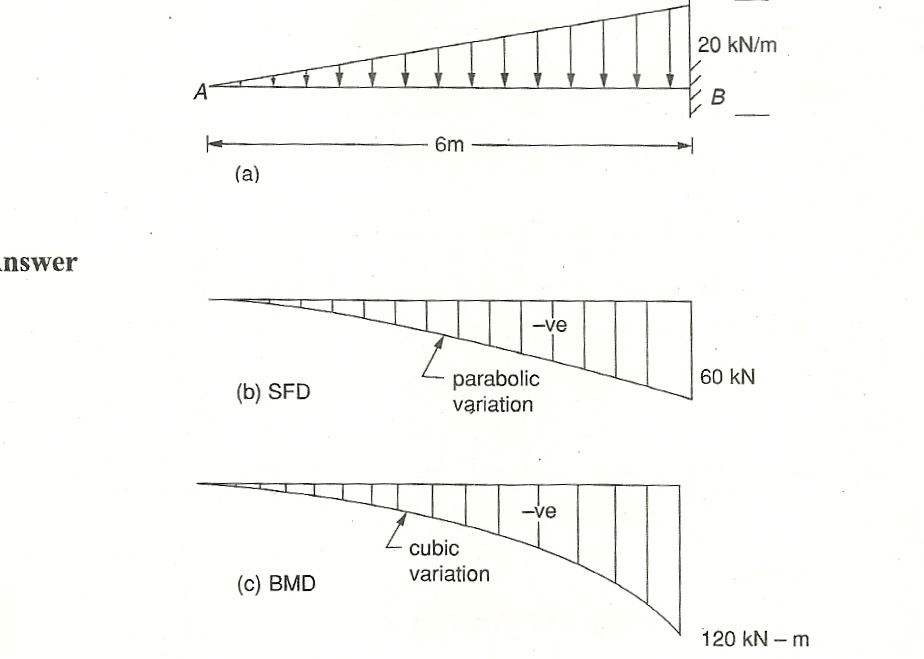 20 kN/m
A
B
6m
(a)
nswer
–ve
60 kN
parabolic
variation
(b) SFD
–ve
cubic
variation
(c) BMD
120 kN – m